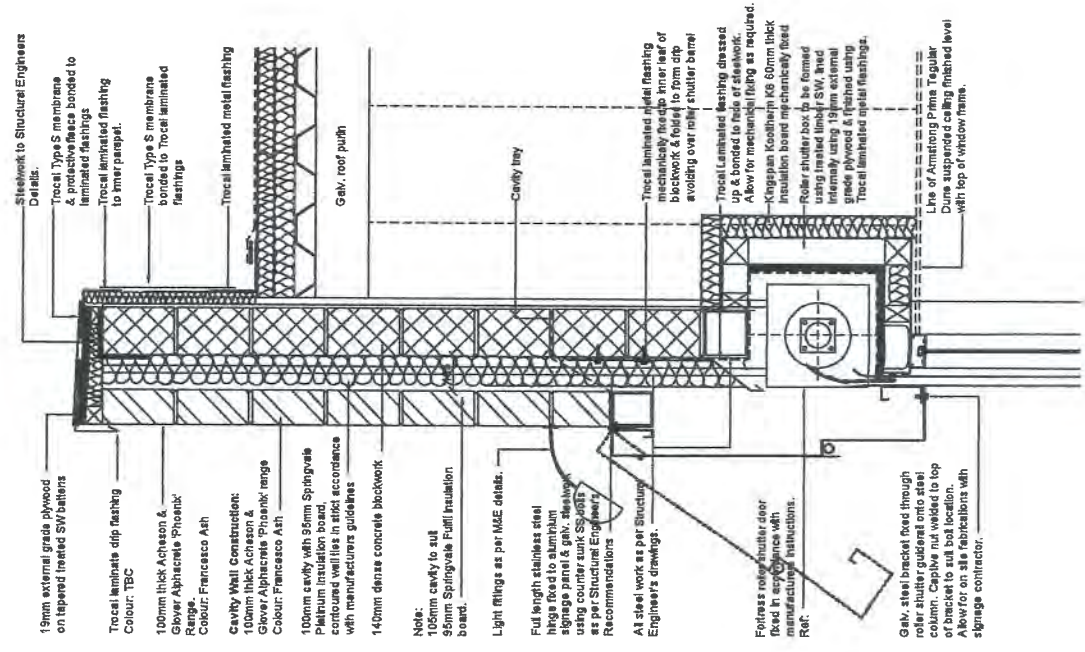 19mm external grade plywood
on tapered treated SW battens
Trocal laminate drip flashing
Colour: TBC
100mm thick Acheson &
Glover Alphacrete 'Phoenix'
Range.
Colour: Francesco Ash
Cavity Wall Construction:
100mm thick Acheson &
Glover Alphacrete 'Phoenix' range
Colour: Francesco Ash
100mm cavity with 95mm Springvale
Platinum insulation board,
contoured wall ties in strict accordance
with manufacturers guidelines
140mm dense concrete blockwork
Note:
105mm cavity to suit
95mm Springvale Fulfil insulation
board.
Light fittings as per M&E details.
Full length stainless steel
hinge fixed to aluminium
signage panel & galv. steelwork
using counter sunk SS bolts
as per Structural Engineer's
Recommendations
All steel work as per Structural
Engineers drawings.
Fortress roller shutter door
fixed in accordance with
manufacturers instructions.
Ref:
Galv. steel bracket fixed through
roller shutter guiderail onto steel
column. Captive nut welded to top
of bracket to suit bolt location.
Allow for on site fabrications with
signage contractor.
Steelwork to Structural Engineers
Details.
Trocal Type S membrane
& protective fleece bonded to
laminated flashings
Trocal laminated flashing
to inner parapet.
Trocal Type S membrane
bonded to Trocal laminated
flashings
Trocal laminated metal flashing
Galv. roof purlin
Cavity tray
Trocal laminated metal flashing
mechanically fixed to inner leaf of
blockwork & folded to form drip
avoiding over roller shutter barrel
Trocal Laminated flashing dressed
up & bonded to face of steelwork.
Allow for mechanical fixing as required.
Kingspan Kooltherm K8 60mm thick
insulation board mechanically fixed
Roller shutter box to be formed
using treated timber SW, lined
internally using 19mm external
grade plywood & finished using
Trocal laminated metal flashings.
Line of Armstrong Prima Tegular
Dune suspended ceiling finished level
with top of window frame.